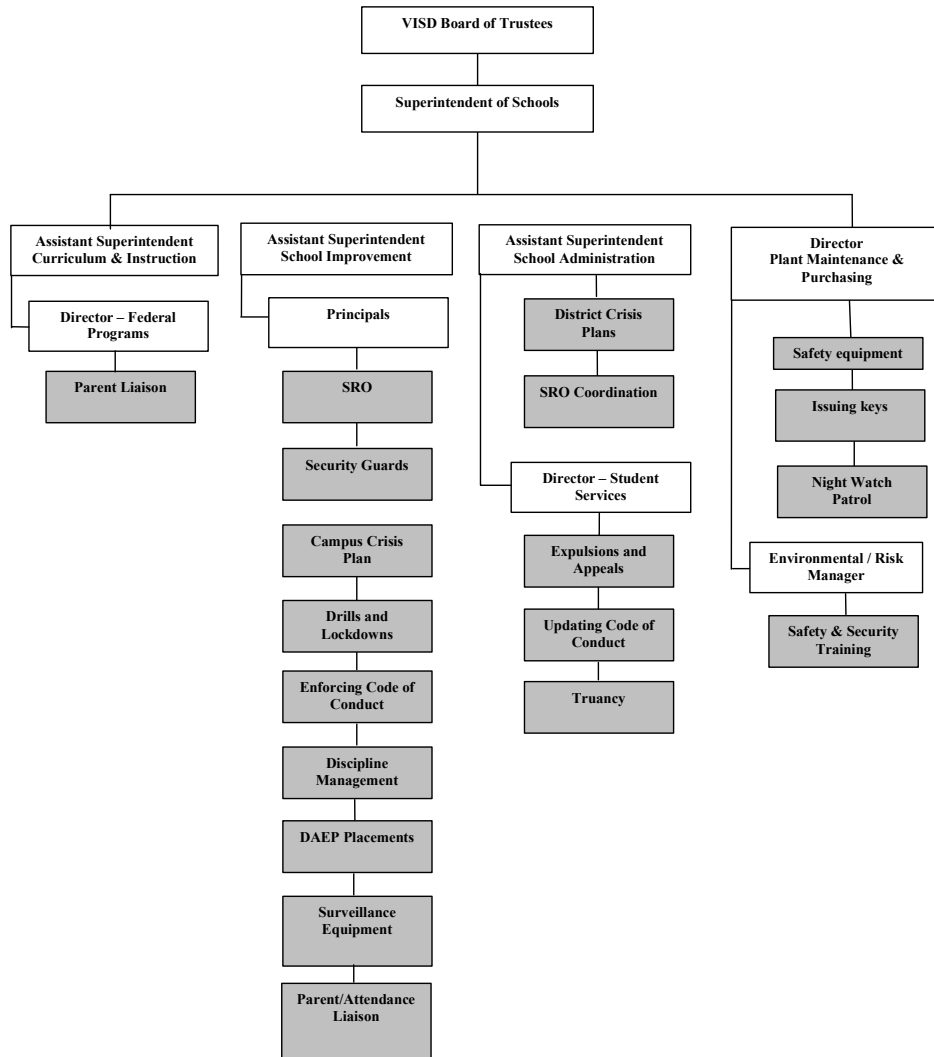 VISD Board of Trustees
Superintendent of Schools
Assistant Superintendent
Curriculum & Instruction
Director – Federal
Programs
Parent Liaison
Assistant Superintendent
School Improvement
Principals
SRO
Security Guards
Campus Crisis
Plan
Drills and
Lockdowns
Enforcing Code of
Conduct
Discipline
Management
DAEP Placements
Surveillance
Equipment
Parent/Attendance
Liaison
Assistant Superintendent
School Administration
District Crisis
Plans
SRO Coordination
Director – Student
Services
Expulsions and
Appeals
Updating Code of
Conduct
Truancy
Director
Plant Maintenance &
Purchasing
Safety equipment
Issuing keys
Night Watch
Patrol
Environmental / Risk
Manager
Safety & Security
Training